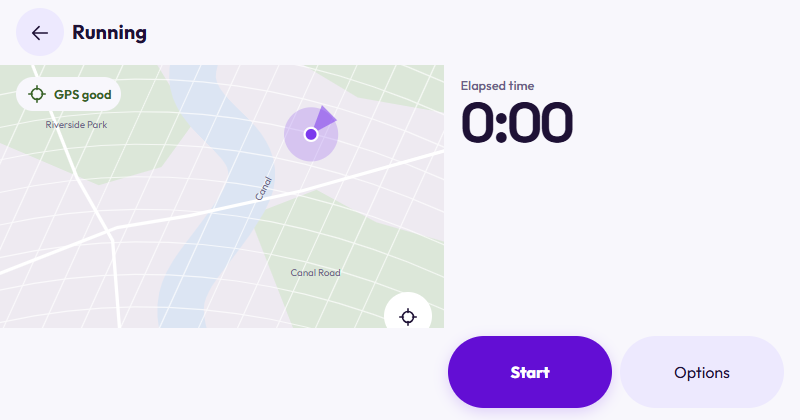 Running
GPS good
Riverside Park
Canal
Canal Road
Elapsed time
0:00
Start
Options